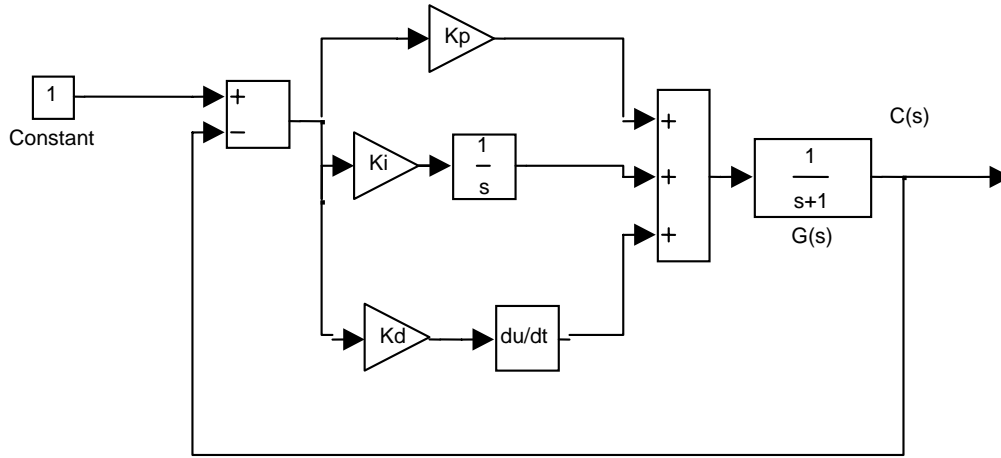 Kp
1
Constant
+
−
Ki
1
s
+
+
+
1
s+1
G(s)
C(s)
Kd
du/dt